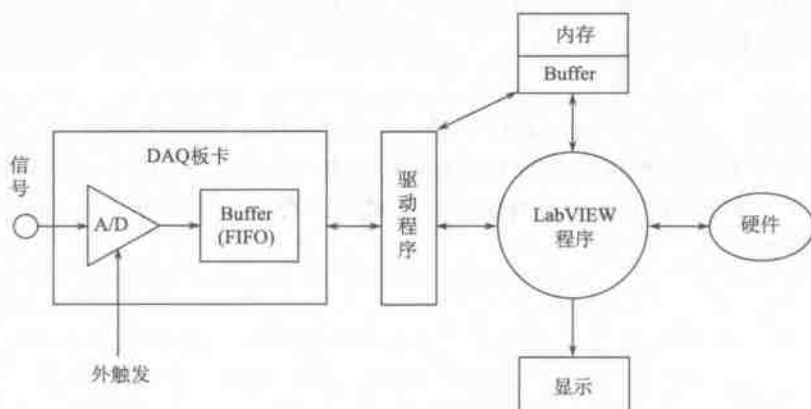 内存
Buffer
DAQ板卡
信
号
A/D
Buffer
(FIFO)
驱
动
程
序
LabVIEW
程序
硬件
外触发
显示